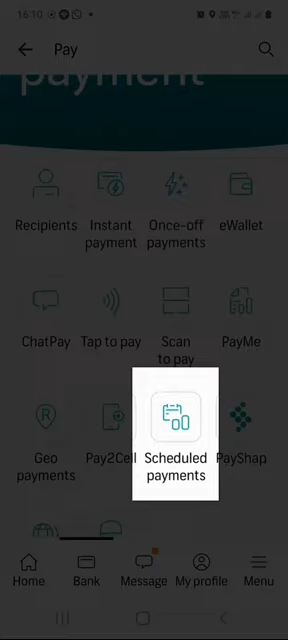 16:10
Pay
payment
Recipients
Instant
payment
Once-off
payments
eWallet
ChatPay
Tap to pay
Scan
to pay
PayMe
Geo
payments
Pay2Cell
Scheduled
payments
PayShap
Home
Bank
Message
My profile
Menu